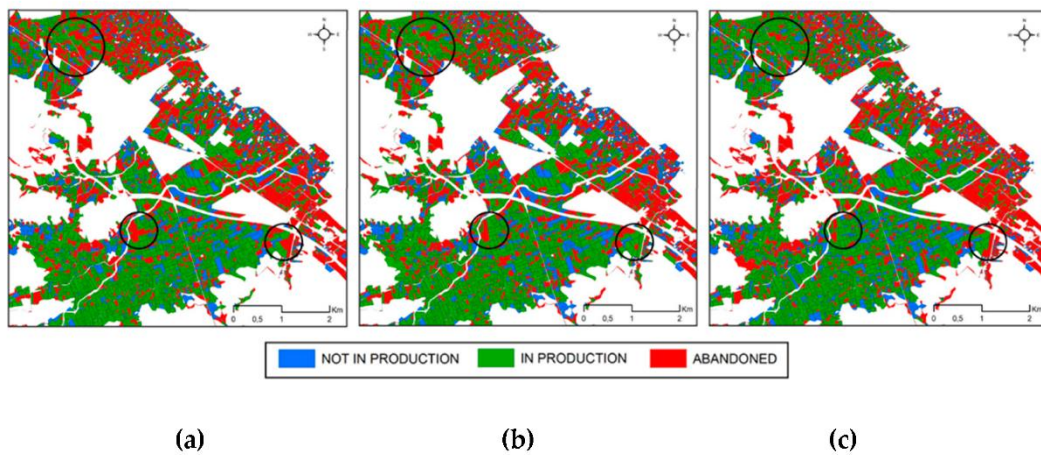 N
H E
S
N
H E
S
N
H E
S
Km
0 0,5 1 2
Km
0 0,5 1 2
Km
0 0,5 1 2
NOT IN PRODUCTION IN PRODUCTION ABANDONED
(a) (b) (c)